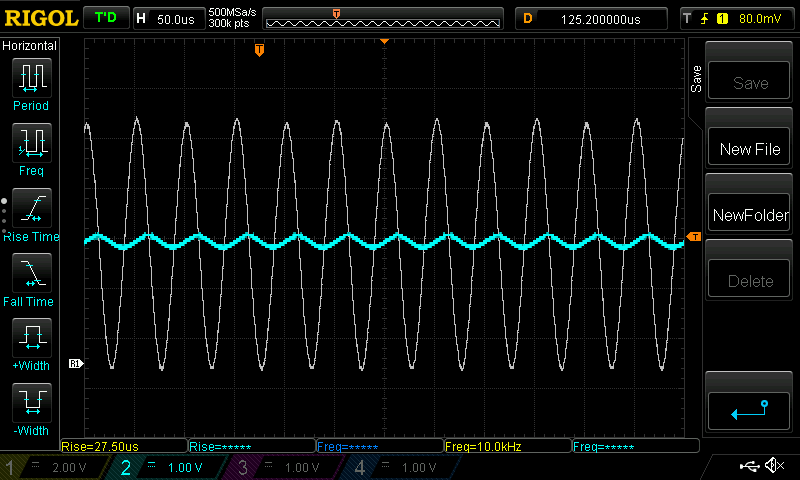 RIGOL T'D H 50.0us 500MSa/s 300k pts D 125.200000us T 1 80.0mV
Horizontal
Period
Freq
Rise Time
Fall Time
+Width
-Width
T
T
R1
Save
Save
New File
NewFolder
Delete
Rise=27.50us Rise=***** Freq=***** Freq=10.0kHz Freq=*****
1 = 2.00 V 2 = 1.00 V 3 = 1.00 V 4 = 1.00 V